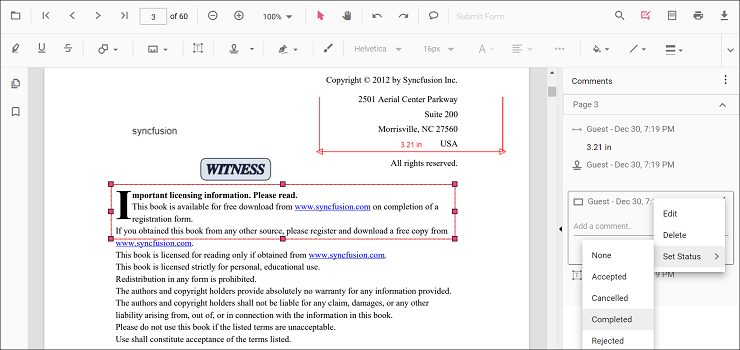 3 of 60
100%
Submit Form
Helvetica
16px
Copyright © 2012 by Syncfusion Inc.
2501 Aerial Center Parkway
Suite 200
Morrisville, NC 27560
3.21 in
USA
All rights reserved.
syncfusion
WITNESS
Important licensing information. Please read.
This book is available for free download from www.syncfusion.com on completion of a
registration form.
If you obtained this book from any other source, please register and download a free copy from
www.syncfusion.com.
This book is licensed for reading only if obtained from www.syncfusion.com.
This book is licensed strictly for personal, educational use.
Redistribution in any form is prohibited.
The authors and copyright holders provide absolutely no warranty for any information provided.
The authors and copyright holders shall not be liable for any claim, damages, or any other
liability arising from, out of, or in connection with the information in this book.
Please do not use this book if the listed terms are unacceptable.
Use shall constitute acceptance of the terms listed.
Comments
Page 3
Guest - Dec 30, 7:19 PM
3.21 in
Guest - Dec 30, 7:19 PM
Guest - Dec 30, 7:
Add a comment..
Edit
Delete
Set Status
None
Accepted
Cancelled
Completed
Rejected